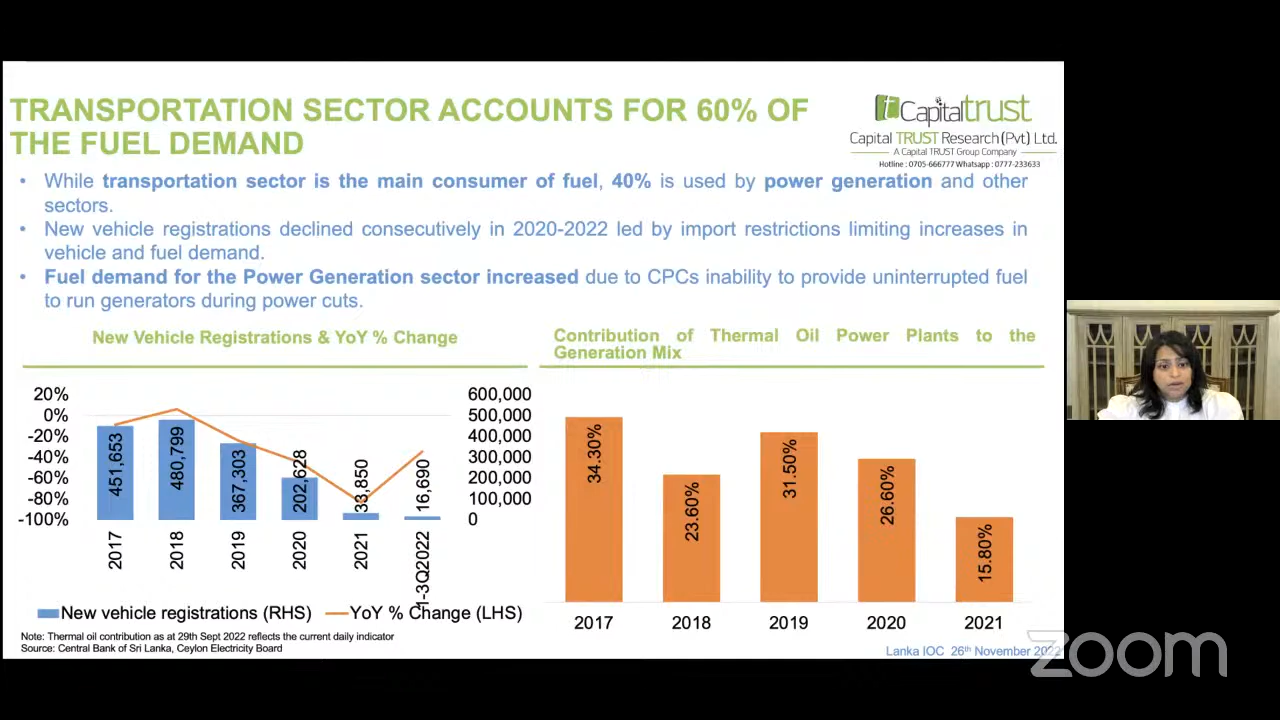 TRANSPORTATION SECTOR ACCOUNTS FOR 60% OF
THE FUEL DEMAND
Capitaltrust
Capital TRUST Research (Pvt) Ltd.
A Capital TRUST Group Company
Hotline : 0705-666777 Whatsapp : 0777-233633
• While transportation sector is the main consumer of fuel, 40% is used by power generation and other
sectors.
• New vehicle registrations declined consecutively in 2020-2022 led by import restrictions limiting increases in
vehicle and fuel demand.
• Fuel demand for the Power Generation sector increased due to CPCs inability to provide uninterrupted fuel
to run generators during power cuts.
New Vehicle Registrations & YoY % Change
20%
0%
-20%
-40%
-60%
-80%
-100%
451,653
480,799
367,303
202,628
33,850
16,690
600,000
500,000
400,000
300,000
200,000
100,000
0
2017
2018
2019
2020
2021
1-3Q2022
New vehicle registrations (RHS)
YoY % Change (LHS)
Contribution of Thermal Oil Power Plants to the
Generation Mix
34.30%
23.60%
31.50%
26.60%
15.80%
2017
2018
2019
2020
2021
Note: Thermal oil contribution as at 29th Sept 2022 reflects the current daily indicator
Source: Central Bank of Sri Lanka, Ceylon Electricity Board
Lanka IOC 26th November 2022
zoom